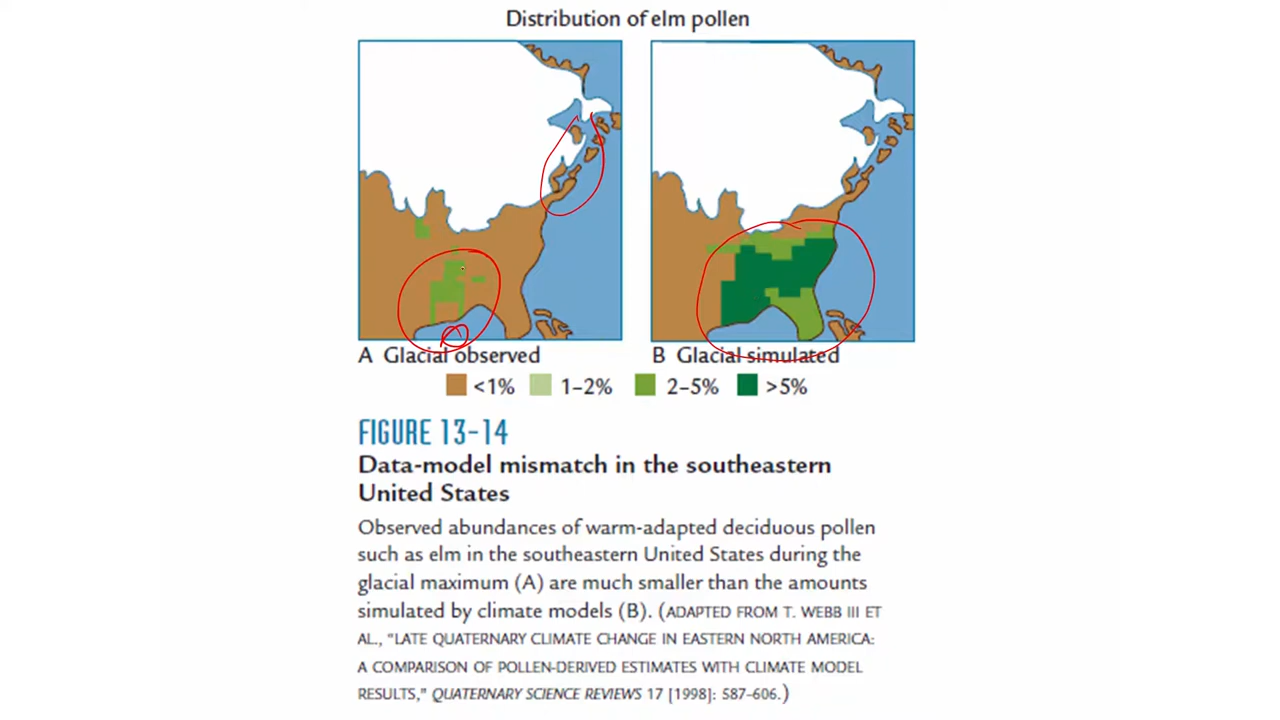 Distribution of elm pollen
A Glacial observed
B Glacial simulated
<1% 1–2% 2–5% >5%
FIGURE 13–14
Data-model mismatch in the southeastern
United States
Observed abundances of warm-adapted deciduous pollen
such as elm in the southeastern United States during the
glacial maximum (A) are much smaller than the amounts
simulated by climate models (B). (ADAPTED FROM T. WEBB III ET
AL., “LATE QUATERNARY CLIMATE CHANGE IN EASTERN NORTH AMERICA:
A COMPARISON OF POLLEN-DERIVED ESTIMATES WITH CLIMATE MODEL
RESULTS,” QUATERNARY SCIENCE REVIEWS 17 [1998]: 587-606.)